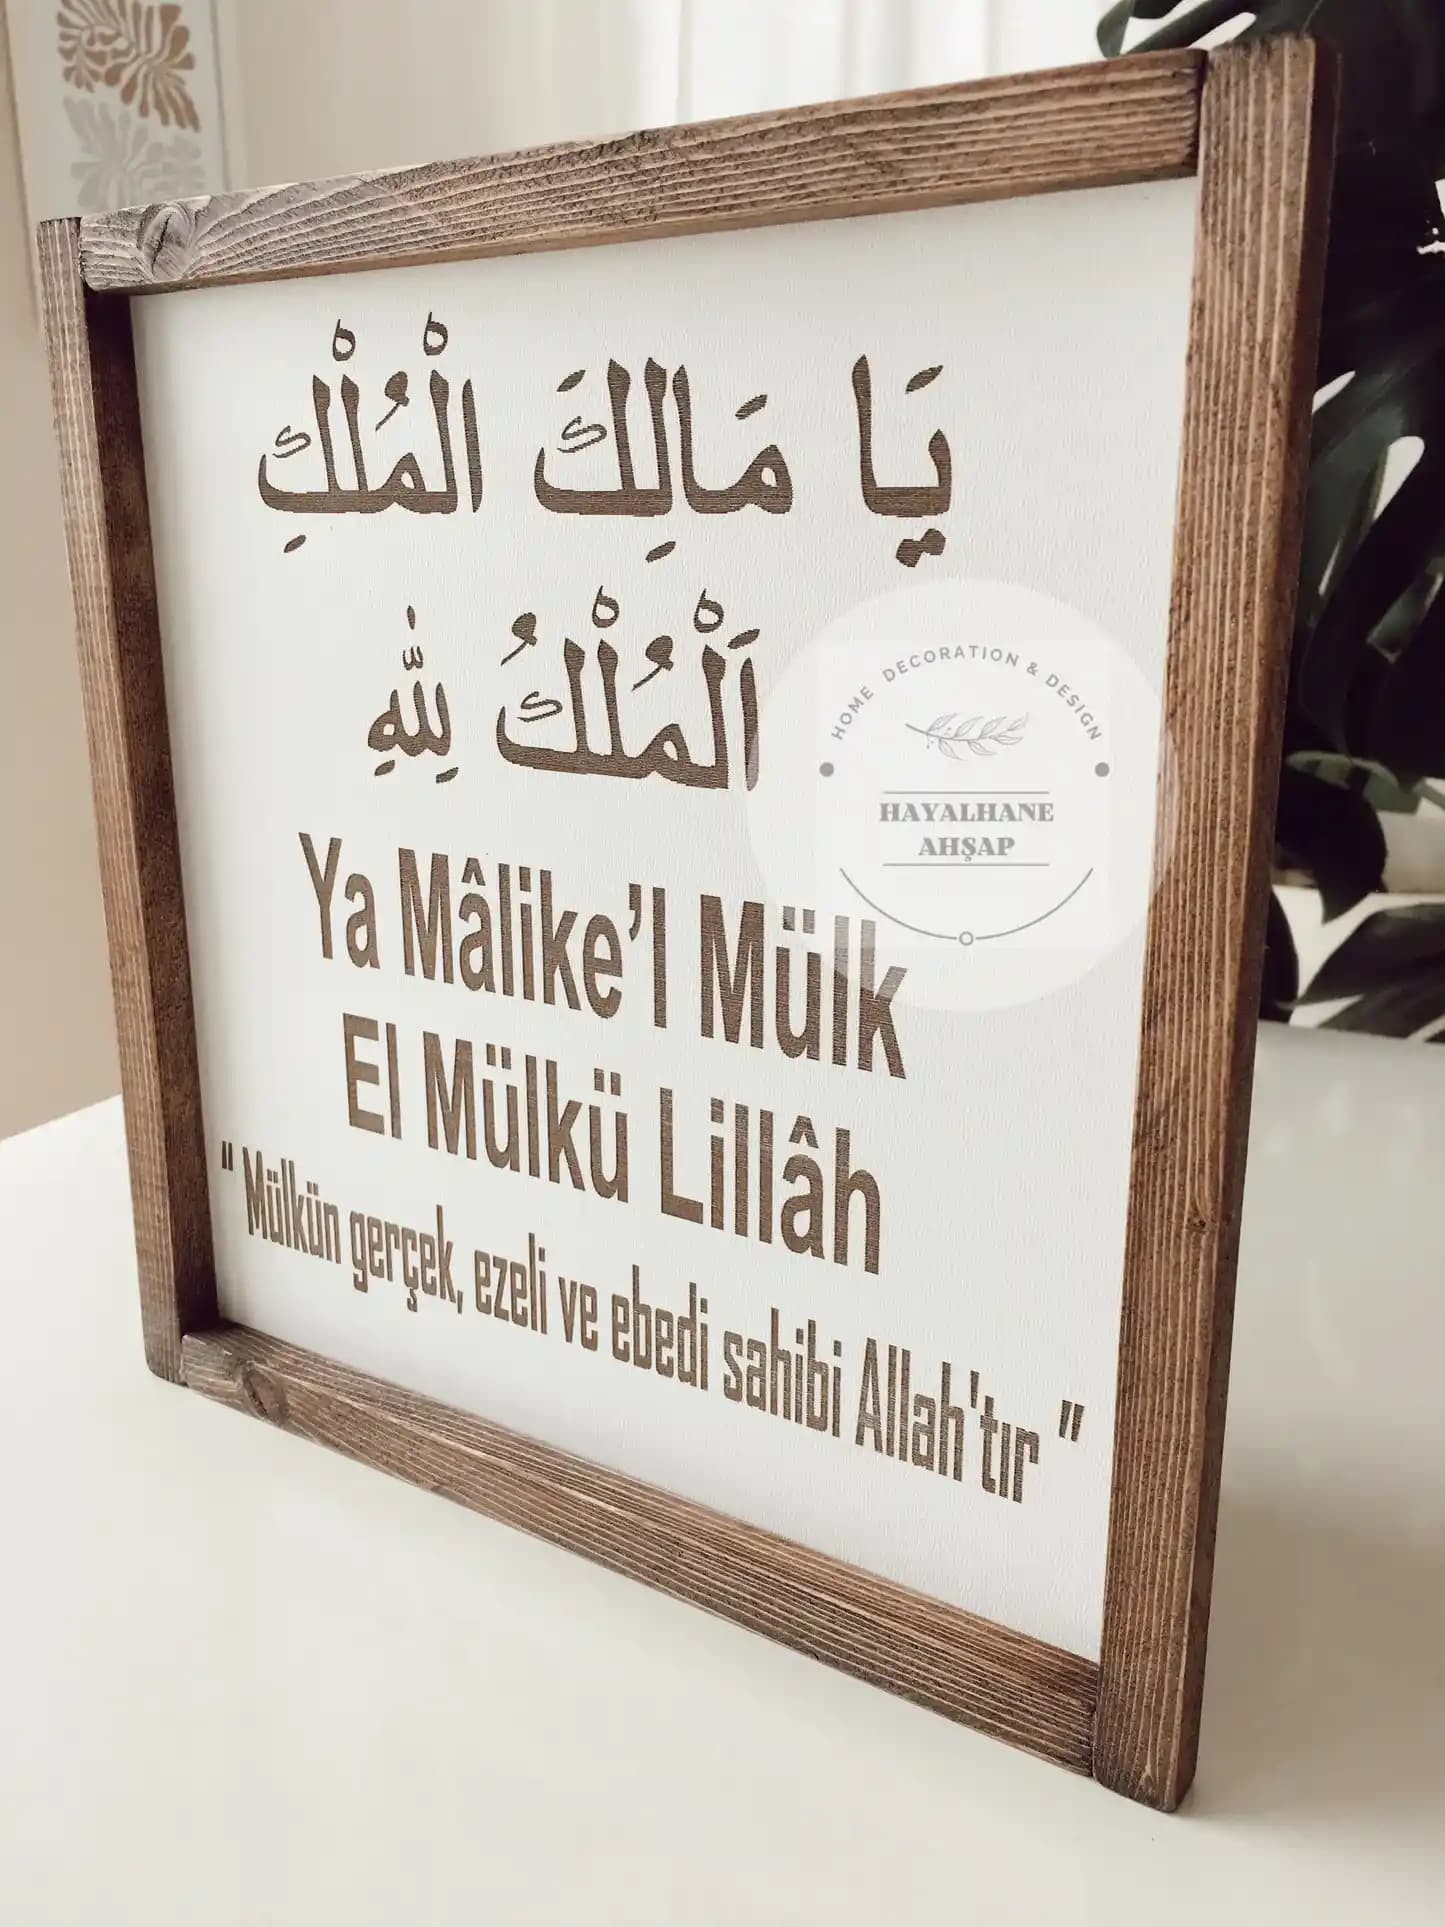 يَا مَالِكَ الْمُلْكِ
اَلْمُلْكُ لِلّٰهِ
HOME DECORATION & DESIGN
HAYALHANE
AHŞAP
Ya Mâlike’l Mülk
El Mülkü Lillâh
“ Mülkün gerçek, ezeli ve ebedi sahibi Allah'tır ”